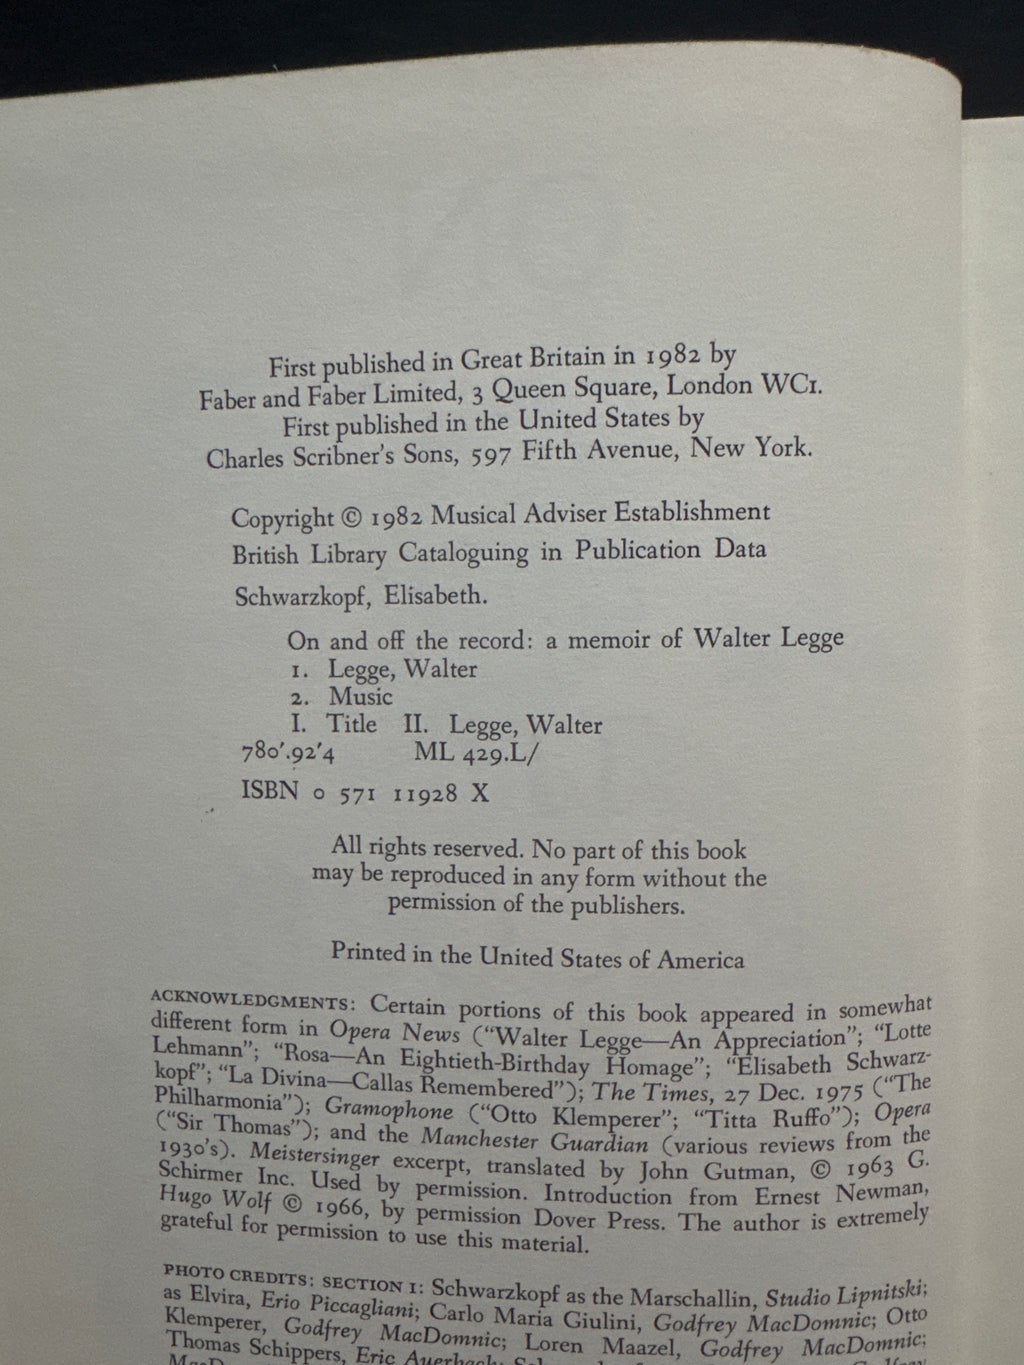 First published in Great Britain in 1982 by
Faber and Faber Limited, 3 Queen Square, London WC1.
First published in the United States by
Charles Scribner's Sons, 597 Fifth Avenue, New York.
Copyright © 1982 Musical Adviser Establishment
British Library Cataloguing in Publication Data
Schwarzkopf, Elisabeth.
On and off the record: a memoir of Walter Legge
1. Legge, Walter
2. Music
I. Title II. Legge, Walter
780'.92'4 ML 429.L/
ISBN 0 571 11928 X
All rights reserved. No part of this book
may be reproduced in any form without the
permission of the publishers.
Printed in the United States of America
ACKNOWLEDGMENTS: Certain portions of this book appeared in somewhat
different form in Opera News (“Walter Legge—An Appreciation”; “Lotte
Lehmann”; “Rosa—An Eightieth-Birthday Homage”; “Elisabeth Schwarz-
kopf”; “La Divina—Callas Remembered”); The Times, 27 Dec. 1975 (“The
Philharmonia”); Gramophone (“Otto Klemperer”; “Titta Ruffo”); Opera
(“Sir Thomas”); and the Manchester Guardian (various reviews from the
1930's). Meistersinger excerpt, translated by John Gutman, © 1963 G.
Schirmer Inc. Used by permission. Introduction from Ernest Newman,
Hugo Wolf © 1966, by permission Dover Press. The author is extremely
grateful for permission to use this material.
PHOTO CREDITS: SECTION 1: Schwarzkopf as the Marschallin, Studio Lipnitski;
as Elvira, Erio Piccagliani; Carlo Maria Giulini, Godfrey MacDomnic; Otto
Klemperer, Godfrey MacDomnic; Loren Maazel, Godfrey MacDomnic;
Thomas Schippers, Eric Auerbach;